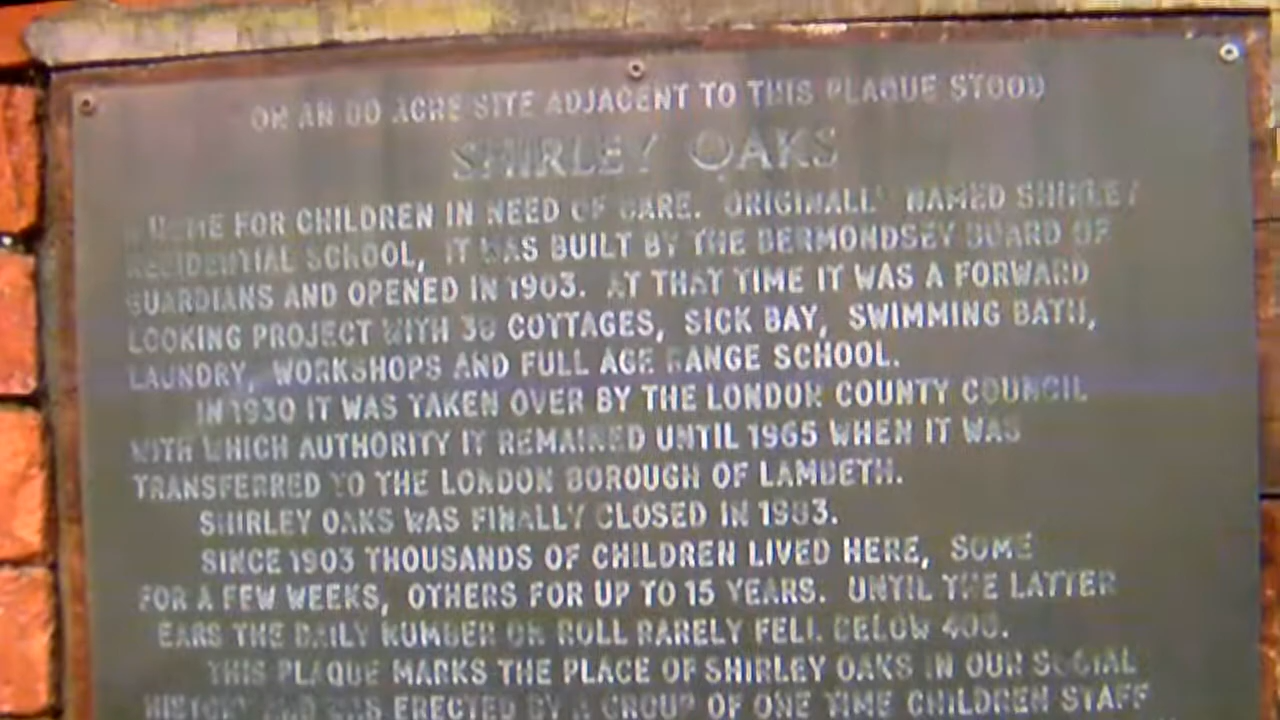 ON AN 80 ACRE SITE ADJACENT TO THIS PLAQUE STOOD
SHIRLEY OAKS
HOME FOR CHILDREN IN NEED OF CARE. ORIGINALLY NAMED SHIRLEY
RESIDENTIAL SCHOOL, IT WAS BUILT BY THE BERMONDSEY BOARD OF
GUARDIANS AND OPENED IN 1903. AT THAT TIME IT WAS A FORWARD
LOOKING PROJECT WITH 38 COTTAGES, SICK BAY, SWIMMING BATH,
LAUNDRY, WORKSHOPS AND FULL AGE RANGE SCHOOL.
IN 1930 IT WAS TAKEN OVER BY THE LONDON COUNTY COUNCIL
WITH WHICH AUTHORITY IT REMAINED UNTIL 1965 WHEN IT WAS
TRANSFERRED TO THE LONDON BOROUGH OF LAMBETH.
SHIRLEY OAKS WAS FINALLY CLOSED IN 1983.
SINCE 1903 THOUSANDS OF CHILDREN LIVED HERE, SOME
FOR A FEW WEEKS, OTHERS FOR UP TO 15 YEARS. UNTIL THE LATTER
YEARS THE DAILY NUMBER ON ROLL RARELY FELL BELOW 400.
THIS PLAQUE MARKS THE PLACE OF SHIRLEY OAKS IN OUR SOCIAL
HISTORY AND WAS ERECTED BY A GROUP OF ONE TIME CHILDREN STAFF